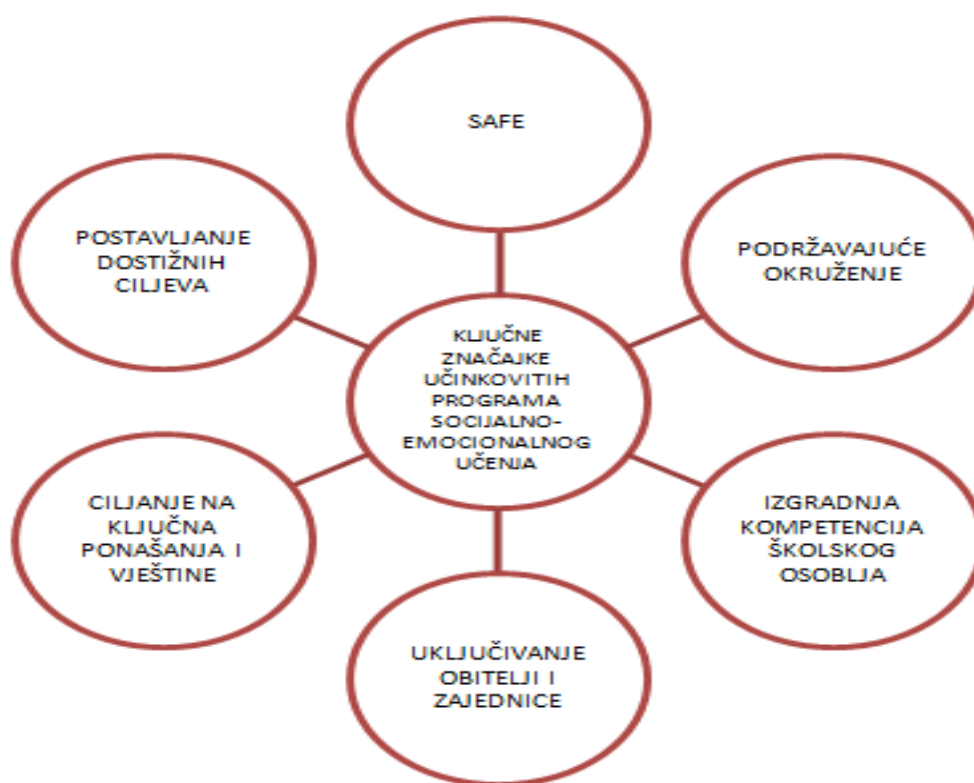 SAFE
PODRŽAVAJUĆE
OKRUŽENJE
IZGRADNJA
KOMPETENCIJA
ŠKOLSKOG
OSOBLJA
UKLJUČIVANJE
OBITELJI I
ZAJEDNICE
CILJANJE NA
KLJUČNA
PONAŠANJA I
VJEŠTINE
POSTAVLJANJE
DOSTIŽNIH
CILJEVA
KLJUČNE
ZNAČAJKE
UČINKOVITIH
PROGRAMA
SOCIJALNO-
EMOCIONALNOG
UČENJA